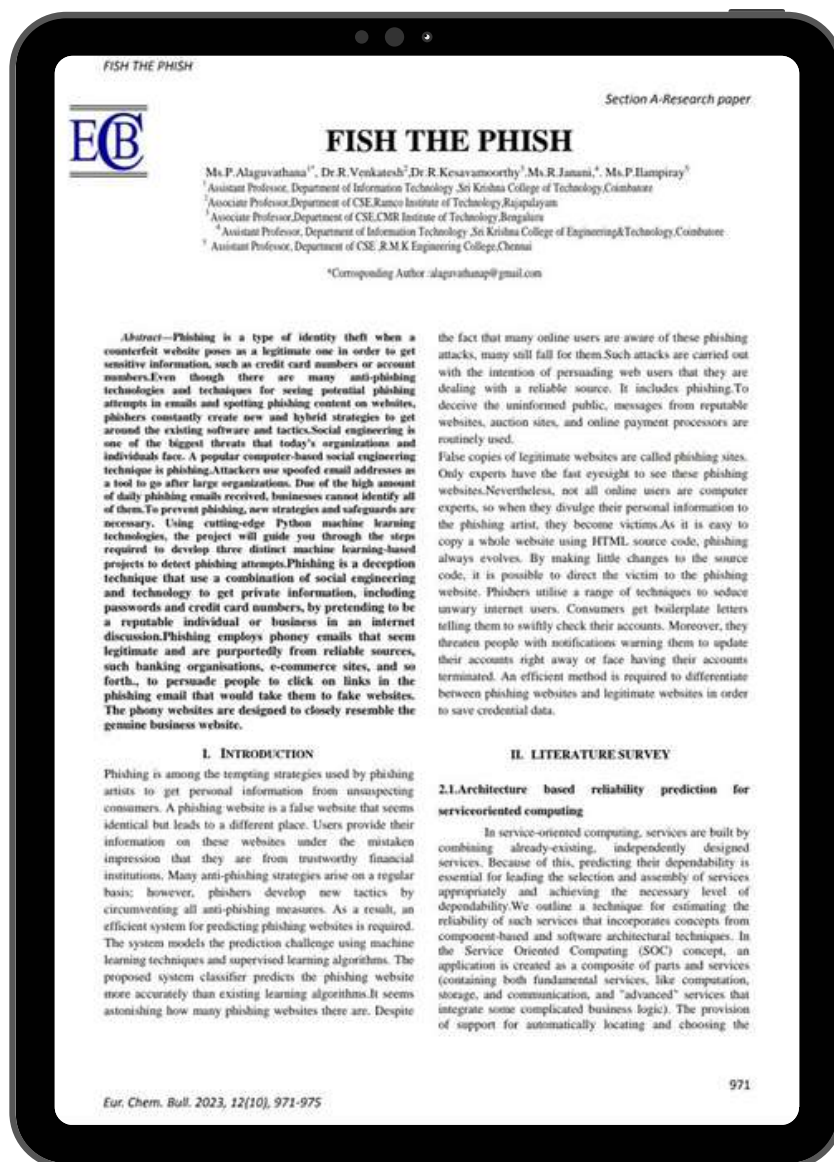 FISH THE PHISH
Section A-Research paper
ECB
FISH THE PHISH
Ms.P.Alaguvathana1*, Dr.R.Venkatesh2,Dr.R.Kesavamoorthy3,Ms.R.Janani,4, Ms.P.Ilampiray5
1Assistant Professor, Department of Information Technology ,Sri Krishna College of Technology,Coimbatore
2Associate Professor,Department of CSE,Ramco Institute of Technology,Rajapalayam
3Associate Professor,Department of CSE,CMR Institute of Technology,Bengaluru
4Assistant Professor, Department of Information Technology ,Sri Krishna College of Engineering&Technology,Coimbatore
5 Assistant Professor, Department of CSE ,R.M.K Engineering College,Chennai
*Corresponding Author :alaguvathanap@gmail.com
Abstract—Phishing is a type of identity theft when a
counterfeit website poses as a legitimate one in order to get
sensitive information, such as credit card numbers or account
numbers.Even though there are many anti-phishing
technologies and techniques for seeing potential phishing
attempts in emails and spotting phishing content on websites,
phishers constantly create new and hybrid strategies to get
around the existing software and tactics.Social engineering is
one of the biggest threats that today's organizations and
individuals face. A popular computer-based social engineering
technique is phishing.Attackers use spoofed email addresses as
a tool to go after large organizations. Due of the high amount
of daily phishing emails received, businesses cannot identify all
of them.To prevent phishing, new strategies and safeguards are
necessary. Using cutting-edge Python machine learning
technologies, the project will guide you through the steps
required to develop three distinct machine learning-based
projects to detect phishing attempts.Phishing is a deception
technique that use a combination of social engineering
and technology to get private information, including
passwords and credit card numbers, by pretending to be
a reputable individual or business in an internet
discussion.Phishing employs phoney emails that seem
legitimate and are purportedly from reliable sources,
such banking organisations, e-commerce sites, and so
forth., to persuade people to click on links in the
phishing email that would take them to fake websites.
The phony websites are designed to closely resemble the
genuine business website.
I. INTRODUCTION
Phishing is among the tempting strategies used by phishing
artists to get personal information from unsuspecting
consumers. A phishing website is a false website that seems
identical but leads to a different place. Users provide their
information on these websites under the mistaken
impression that they are from trustworthy financial
institutions. Many anti-phishing strategies arise on a regular
basis; however, phishers develop new tactics by
circumventing all anti-phishing measures. As a result, an
efficient system for predicting phishing websites is required.
The system models the prediction challenge using machine
learning techniques and supervised learning algorithms. The
proposed system classifier predicts the phishing website
more accurately than existing learning algorithms.It seems
astonishing how many phishing websites there are. Despite
the fact that many online users are aware of these phishing
attacks, many still fall for them.Such attacks are carried out
with the intention of persuading web users that they are
dealing with a reliable source. It includes phishing.To
deceive the uninformed public, messages from reputable
websites, auction sites, and online payment processors are
routinely used.
False copies of legitimate websites are called phishing sites.
Only experts have the fast eyesight to see these phishing
websites.Nevertheless, not all online users are computer
experts, so when they divulge their personal information to
the phishing artist, they become victims.As it is easy to
copy a whole website using HTML source code, phishing
always evolves. By making little changes to the source
code, it is possible to direct the victim to the phishing
website. Phishers utilise a range of techniques to seduce
unwary internet users. Consumers get boilerplate letters
telling them to swiftly check their accounts. Moreover, they
threaten people with notifications warning them to update
their accounts right away or face having their accounts
terminated. An efficient method is required to differentiate
between phishing websites and legitimate websites in order
to save credential data.
II. LITERATURE SURVEY
2.1.Architecture based reliability prediction for
serviceoriented computing
In service-oriented computing, services are built by
combining already-existing, independently designed
services. Because of this, predicting their dependability is
essential for leading the selection and assembly of services
appropriately and achieving the necessary level of
dependability.We outline a technique for estimating the
reliability of such services that incorporates concepts from
component-based and software architectural techniques. In
the Service Oriented Computing (SOC) concept, an
application is created as a composite of parts and services
(containing both fundamental services, like computation,
storage, and communication, and "advanced" services that
integrate some complicated business logic). The provision
of support for automatically locating and choosing the
Eur. Chem. Bull. 2023, 12(10), 971-975
971